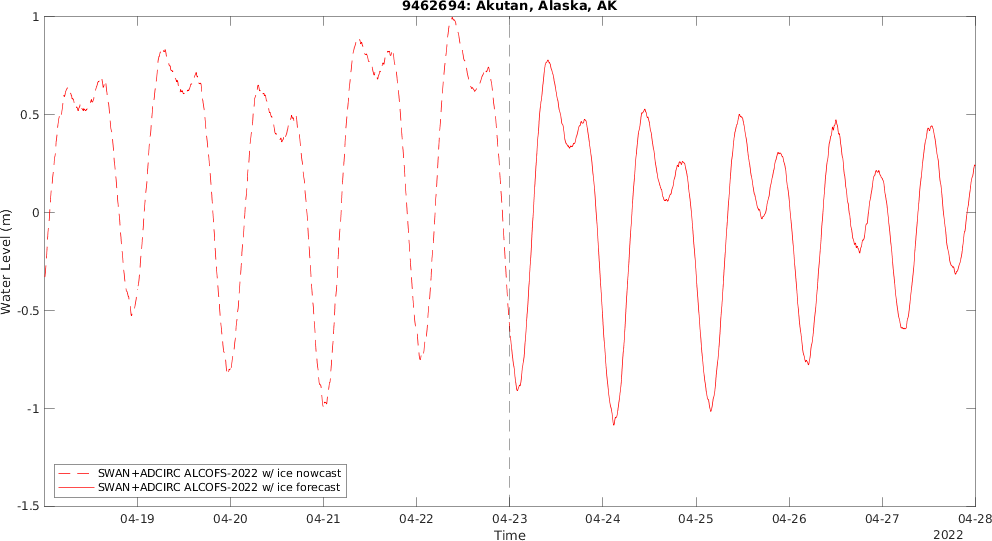 9462694: Akutan, Alaska, AK
1
0.5
0
-0.5
-1
-1.5
Water Level (m)
SWAN+ADCIRC ALCOFS-2022 w/ ice nowcast
SWAN+ADCIRC ALCOFS-2022 w/ ice forecast
04-19 04-20 04-21 04-22 04-23 04-24 04-25 04-26 04-27 04-28
Time
2022